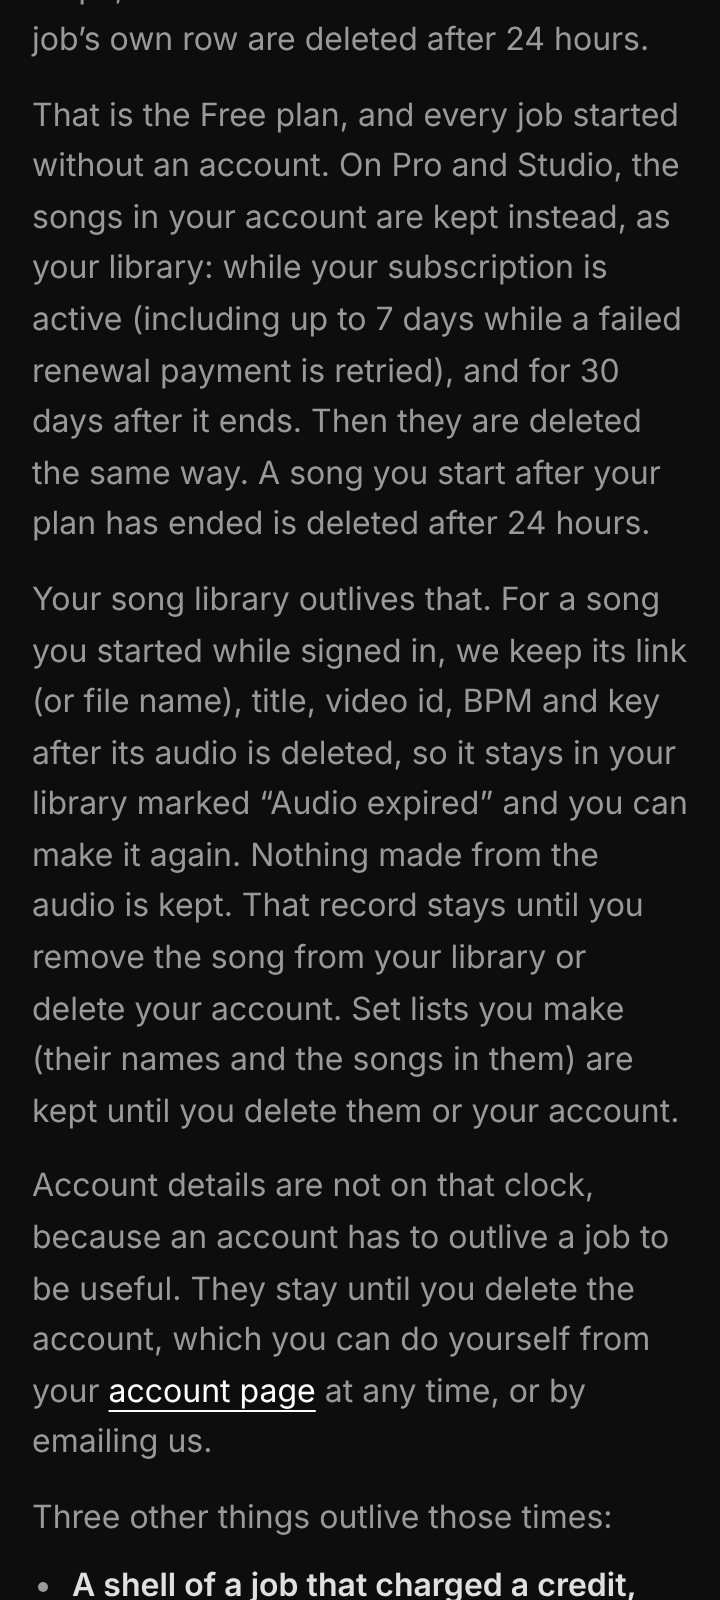 job’s own row are deleted after 24 hours.
That is the Free plan, and every job started
without an account. On Pro and Studio, the
songs in your account are kept instead, as
your library: while your subscription is
active (including up to 7 days while a failed
renewal payment is retried), and for 30
days after it ends. Then they are deleted
the same way. A song you start after your
plan has ended is deleted after 24 hours.
Your song library outlives that. For a song
you started while signed in, we keep its link
(or file name), title, video id, BPM and key
after its audio is deleted, so it stays in your
library marked “Audio expired” and you can
make it again. Nothing made from the
audio is kept. That record stays until you
remove the song from your library or
delete your account. Set lists you make
(their names and the songs in them) are
kept until you delete them or your account.
Account details are not on that clock,
because an account has to outlive a job to
be useful. They stay until you delete the
account, which you can do yourself from
your account page at any time, or by
emailing us.
Three other things outlive those times:
• A shell of a job that charged a credit,